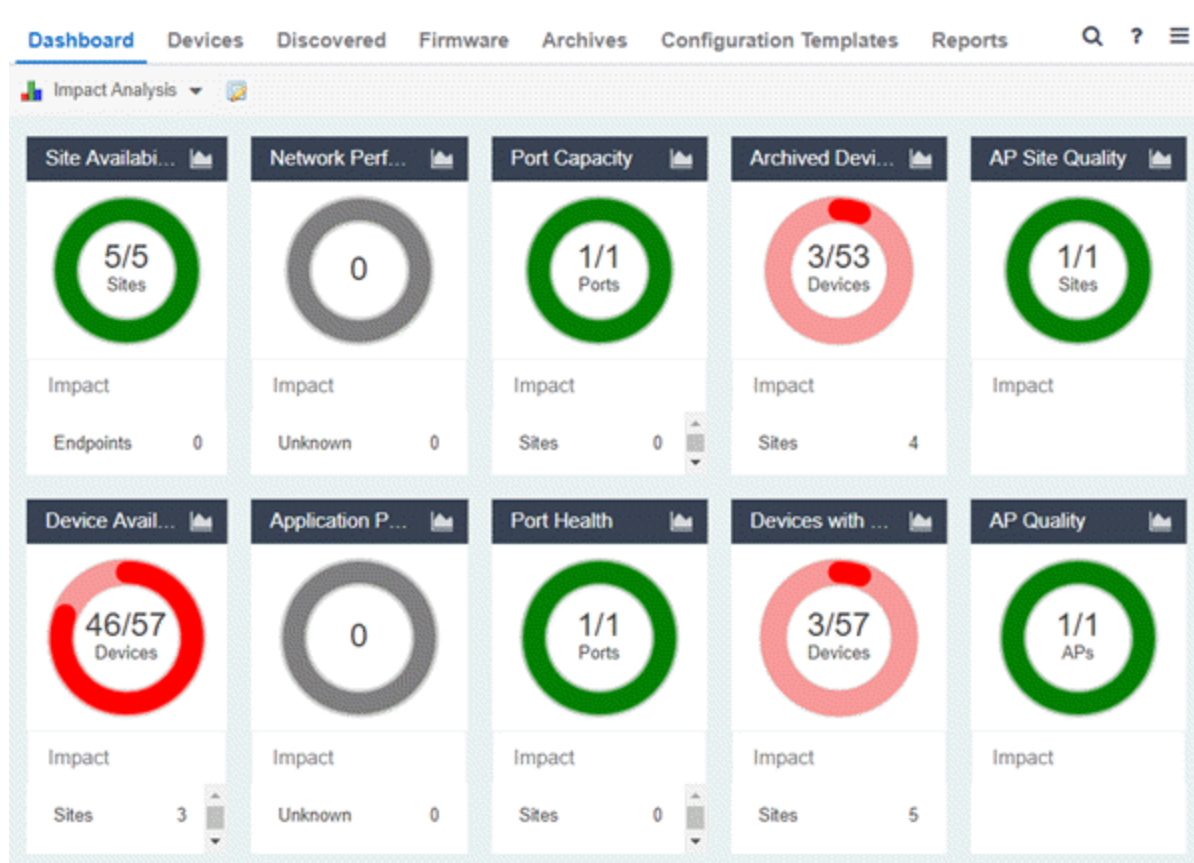 Dashboard Devices Discovered Firmware Archives Configuration Templates Reports ?
Impact Analysis
Site Availabi... Network Perf... Port Capacity Archived Devi... AP Site Quality
5/5 0 1/1 3/53 1/1
Sites Ports Devices Sites
Impact Impact Impact Impact Impact
Endpoints 0 Unknown 0 Sites 0 Sites 4
Device Avail... Application P... Port Health Devices with ... AP Quality
46/57 0 1/1 3/57 1/1
Devices Ports Devices APs
Impact Impact Impact Impact Impact
Sites 3 Unknown 0 Sites 0 Sites 5